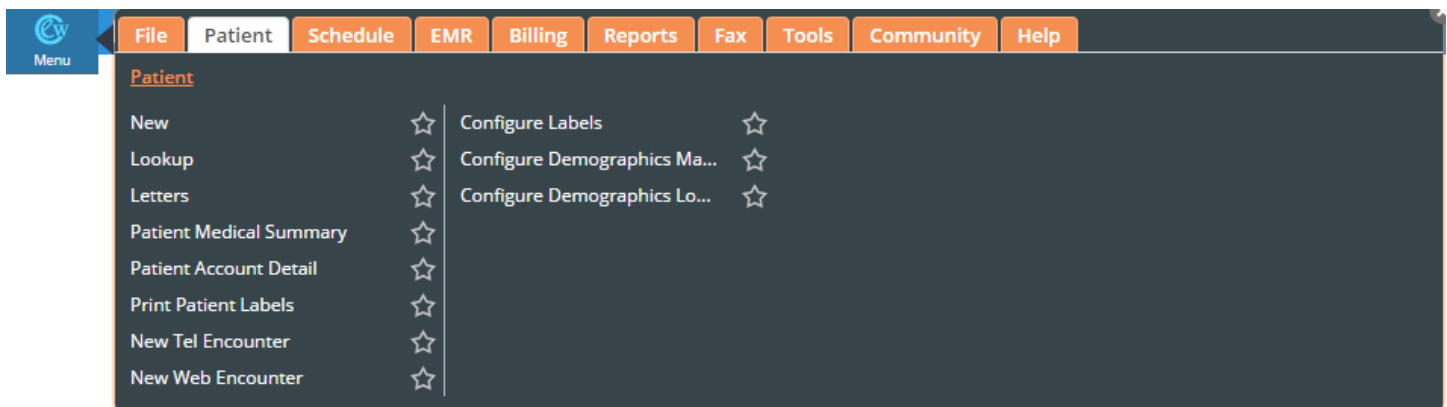 eCW
Menu
File Patient Schedule EMR Billing Reports Fax Tools Community Help
Patient
New
Lookup
Letters
Patient Medical Summary
Patient Account Detail
Print Patient Labels
New Tel Encounter
New Web Encounter
Configure Labels
Configure Demographics Ma...
Configure Demographics Lo...